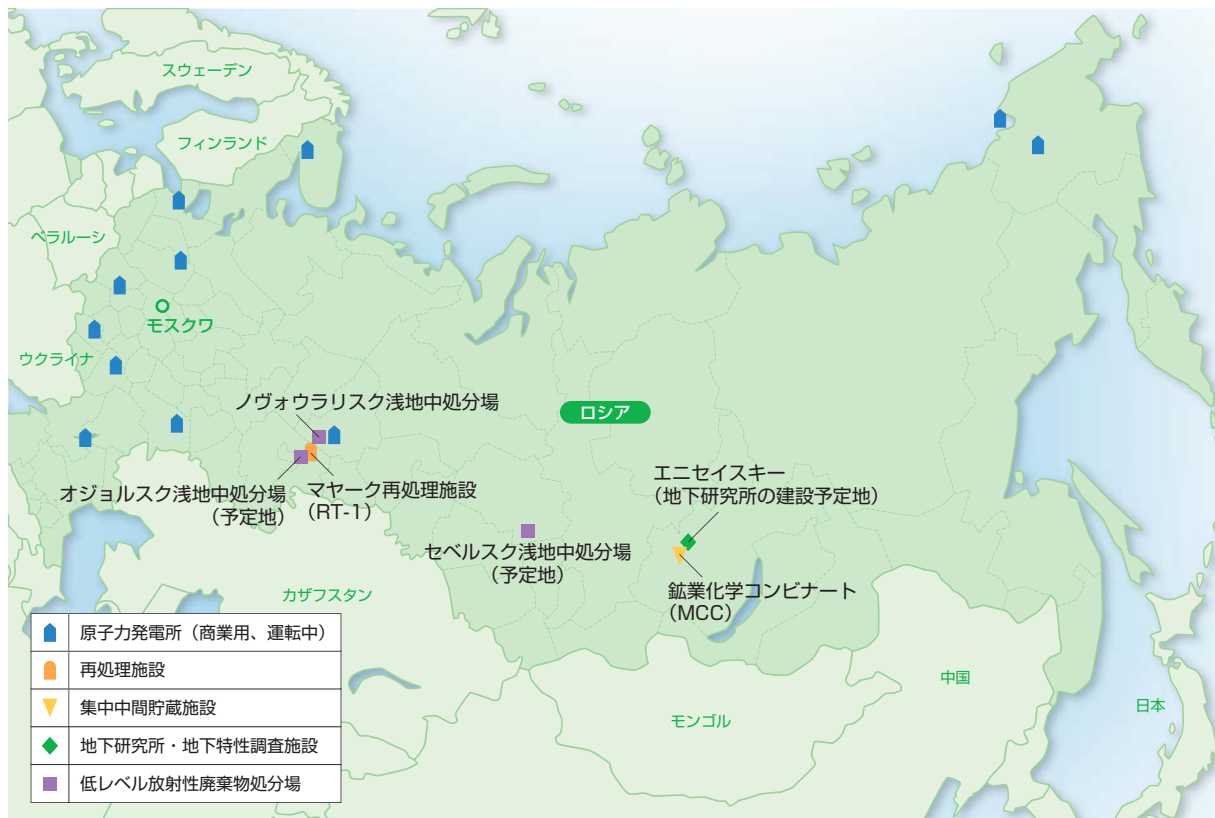 スウェーデン
フィンランド
ベラルーシ
モスクワ
ウクライナ
ノヴォウラリスク浅地中処分場
ロシア
オジョルスク浅地中処分場
（予定地）
マヤーク再処理施設
（RT-1）
エニセイスキー
（地下研究所の建設予定地）
セベルスク浅地中処分場
（予定地）
鉱業化学コンビナート
（MCC）
カザフスタン
中国
日本
モンゴル
原子力発電所（商業用、運転中）
再処理施設
集中中間貯蔵施設
地下研究所・地下特性調査施設
低レベル放射性廃棄物処分場